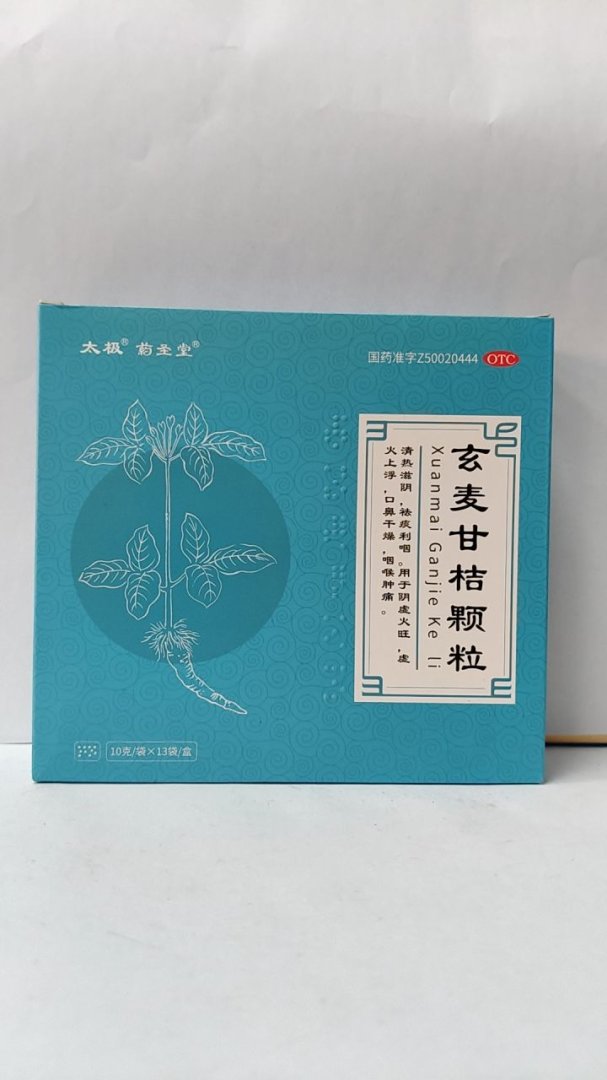 太极® 药圣堂®
国药准字Z50020444 OTC
玄麦甘桔颗粒
Xuanmai Ganjie Ke li
清热滋阴,祛痰利咽。用于阴虚火旺,虚
火上浮,口鼻干燥,咽喉肿痛。
10克/袋×13袋/盒